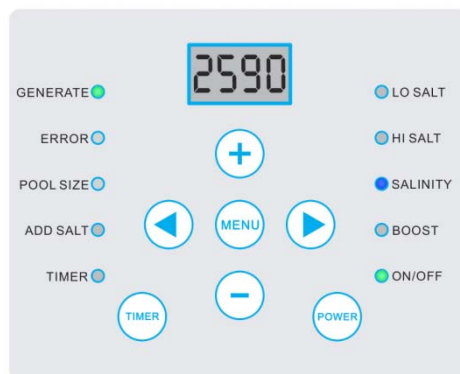 2590
GENERATE
LO SALT
ERROR
HI SALT
+
POOL SIZE
SALINITY
ADD SALT
MENU
BOOST
TIMER
ON/OFF
−
TIMER
POWER